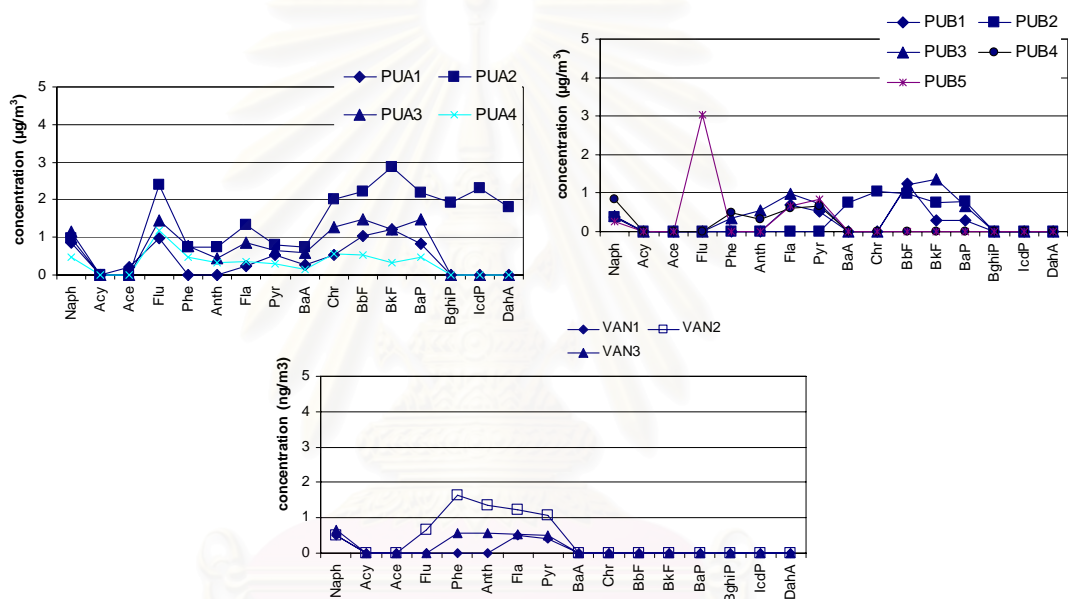 PUA1 PUA2
PUA3 PUA4
concentration (µg/m³)
5
4
3
2
1
0
Naph Acy Ace Flu Phe Anth Fla Pyr BaA Chr BbF BkF BaP BghiP IcdP DahA
PUB1 PUB2
PUB3 PUB4
PUB5
concentration (µg/m³)
5
4
3
2
1
0
Naph Acy Ace Flu Phe Anth Fla Pyr BaA Chr BbF BkF BaP BghiP IcdP DahA
VAN1 VAN2
VAN3
concentration (ng/m3)
5
4
3
2
1
0
Naph Acy Ace Flu Phe Anth Fla Pyr BaA Chr BbF BkF BaP BghiP IcdP DahA